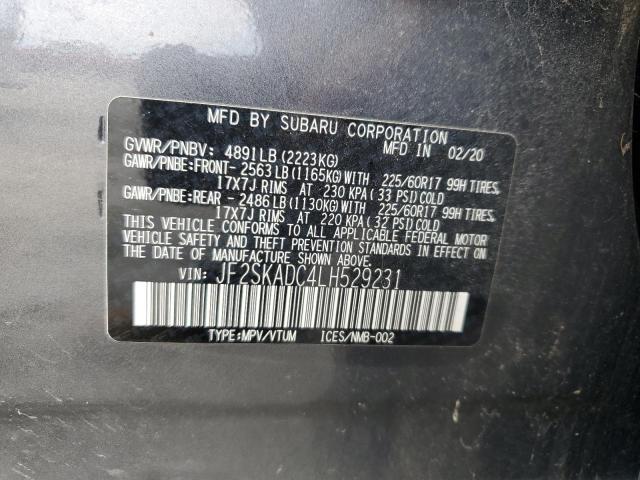 MFD BY SUBARU CORPORATION
GVWR/PNBV: 4891LB (2223KG) MFD IN 02/20
GAWR/PNBE:FRONT- 2563 LB (1165KG) WITH 225/60R17 99H TIRES,
17X7J RIMS AT 230 KPA (33 PSI) COLD
GAWR/PNBE:REAR - 2486 LB (1130KG) WITH 225/60R17 99H TIRES,
17X7J RIMS AT 220 KPA (32 PSI) COLD
THIS VEHICLE CONFORMS TO ALL APPLICABLE FEDERAL MOTOR
VEHICLE SAFETY AND THEFT PREVENTION STANDARDS IN EFFECT ON
THE DATE OF MANUFACTURE SHOWN ABOVE.
VIN: JF2SKADC4LH529231
TYPE:MPV/VTUM ICES/NMB-002